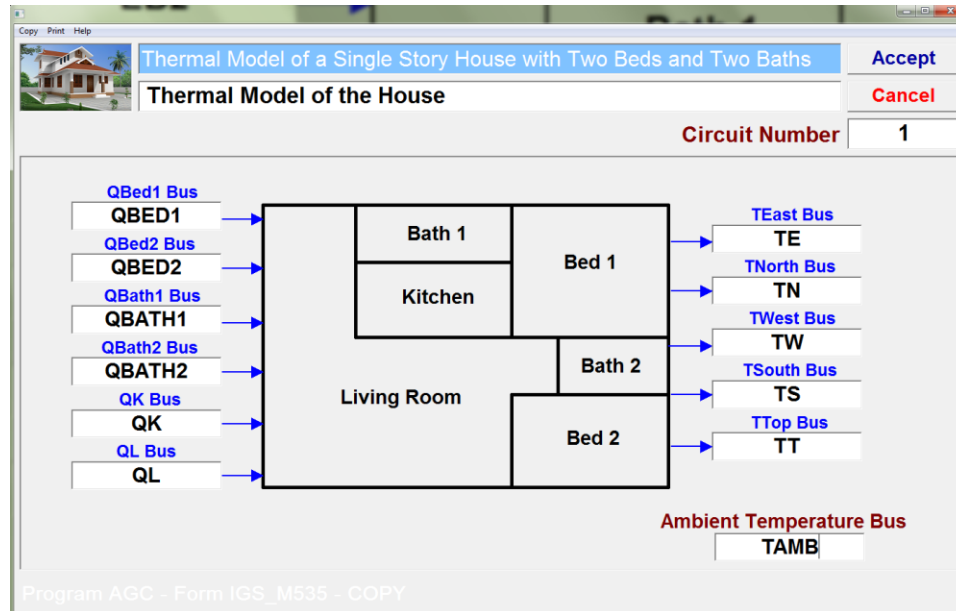 Copy Print Help
Thermal Model of a Single Story House with Two Beds and Two Baths
Accept
Thermal Model of the House
Cancel
Circuit Number
1
QBed1 Bus
QBED1
QBed2 Bus
QBED2
QBath1 Bus
QBATH1
QBath2 Bus
QBATH2
QK Bus
QK
QL Bus
QL
Bath 1
Kitchen
Bed 1
Living Room
Bath 2
Bed 2
TEast Bus
TE
TNorth Bus
TN
TWest Bus
TW
TSouth Bus
TS
TTop Bus
TT
Ambient Temperature Bus
TAMB
Program AGC - Form IGS_M535 - COPY